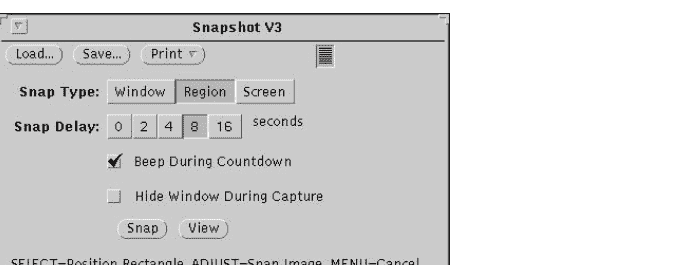 Snapshot V3
Load... Save... Print
Snap Type: Window Region Screen
Snap Delay: 0 2 4 8 16 seconds
Beep During Countdown
Hide Window During Capture
Snap View
SELECT=Position Rectangle, ADJUST=Snap Image, MENU=Cancel